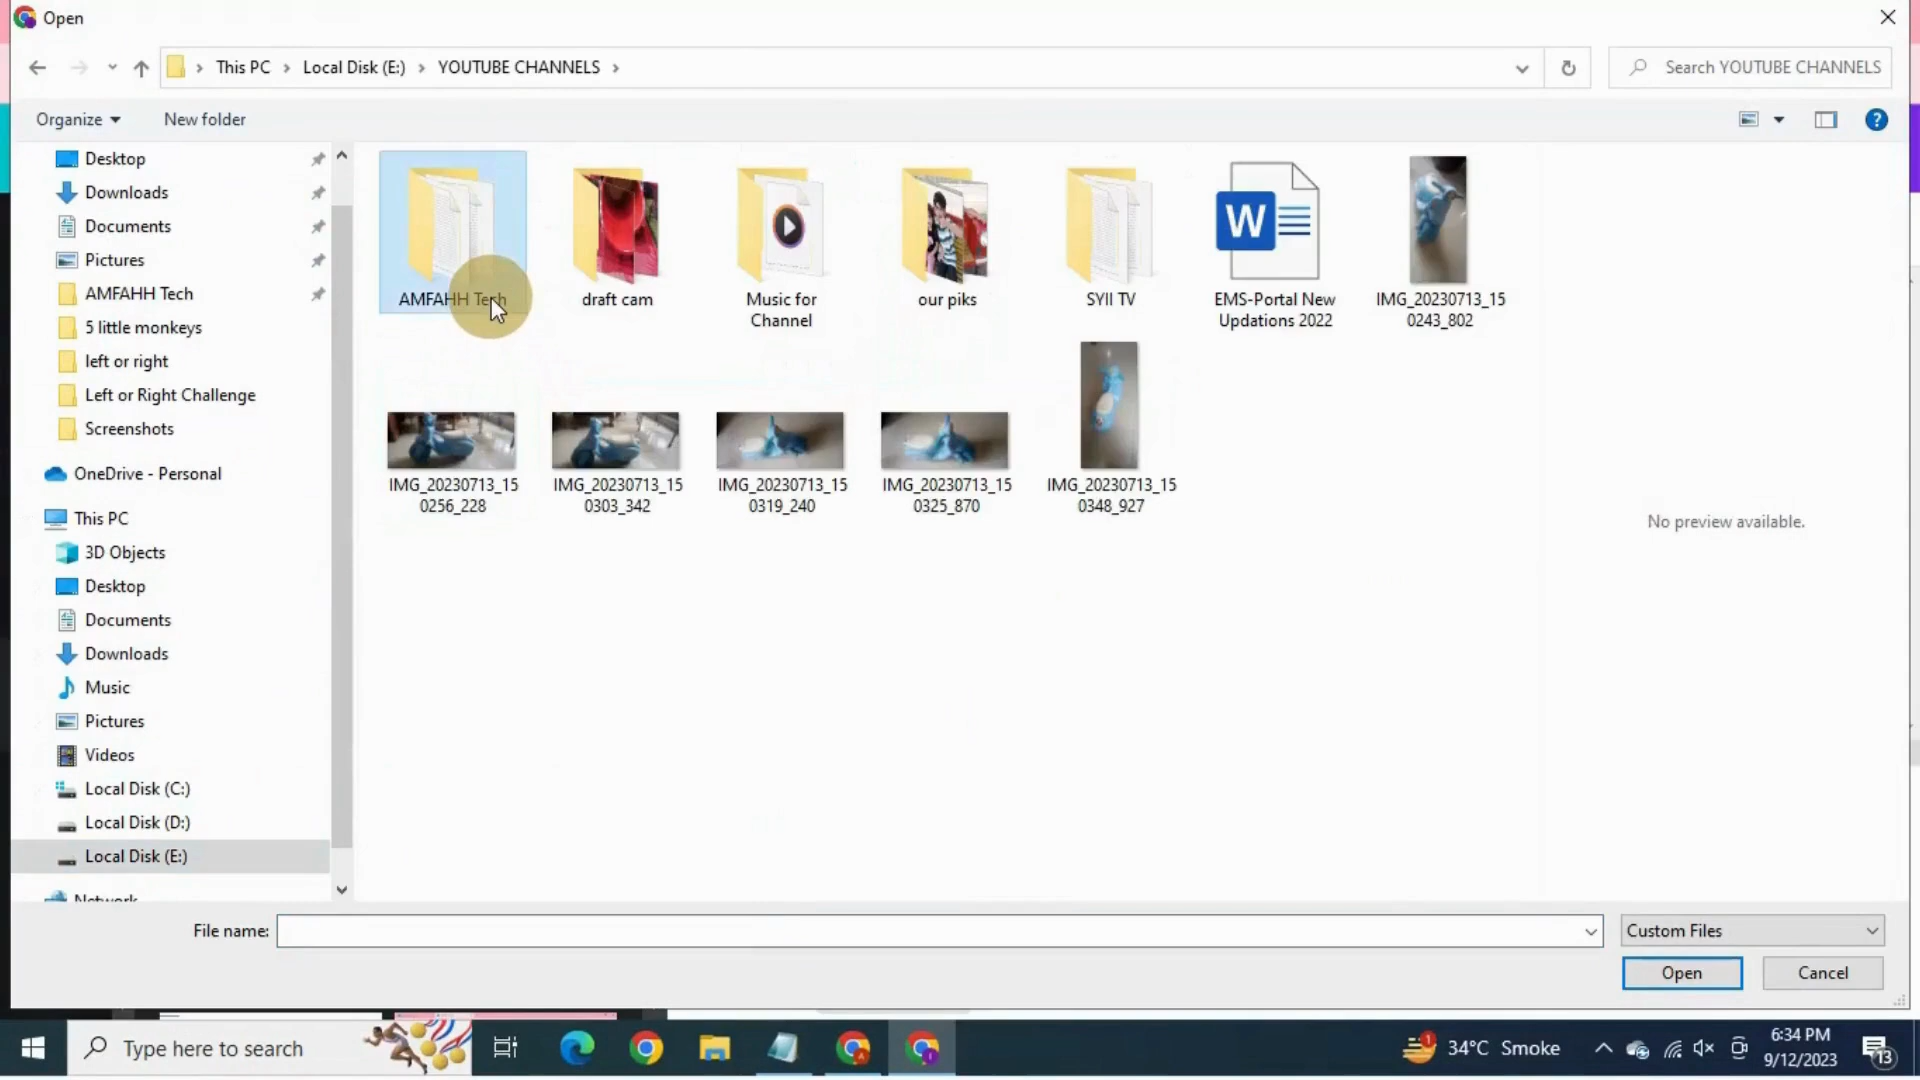 Open
This PC
Local Disk (E:)
YOUTUBE CHANNELS
Search YOUTUBE CHANNELS
Organize
New folder
Desktop
Downloads
Documents
Pictures
AMFAHH Tech
5 little monkeys
left or right
Left or Right Challenge
Screenshots
OneDrive - Personal
This PC
3D Objects
Desktop
Documents
Downloads
Music
Pictures
Videos
Local Disk (C:)
Local Disk (D:)
Local Disk (E:)
Network
AMFAHH Tech
draft cam
Music for
Channel
our piks
SYII TV
W
EMS-Portal New
Updations 2022
IMG_20230713_15
0243_802
IMG_20230713_15
0256_228
IMG_20230713_15
0303_342
IMG_20230713_15
0319_240
IMG_20230713_15
0325_870
IMG_20230713_15
0348_927
No preview available.
File name:
Custom Files
Open
Cancel
Type here to search
34°C Smoke
6:34 PM
9/12/2023
13